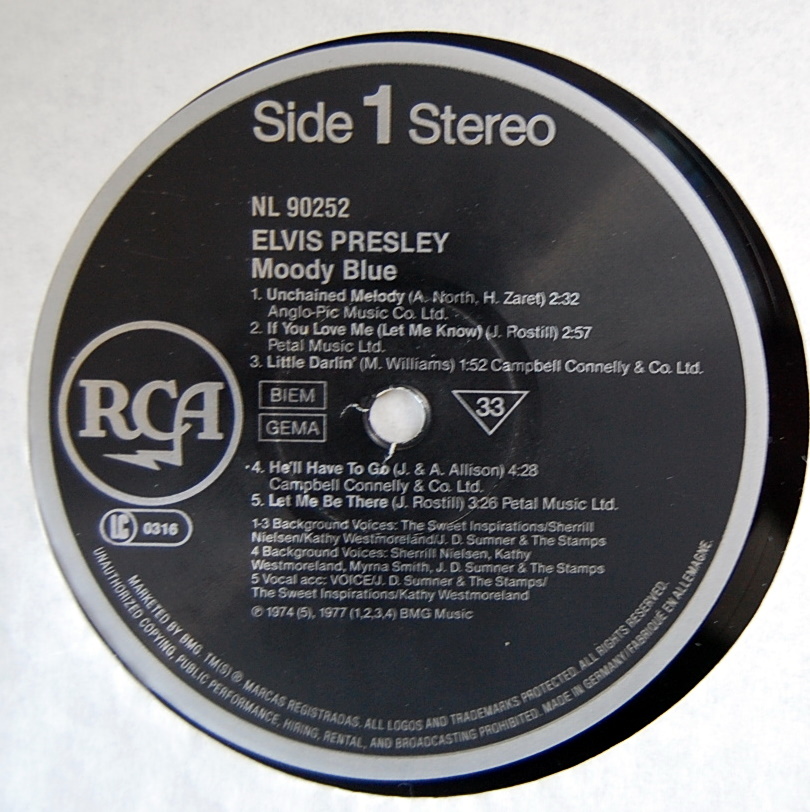 Side 1 Stereo
NL 90252
ELVIS PRESLEY
Moody Blue
1. Unchained Melody (A. North, H. Zaret) 2:32
Anglo-Pic Music Co. Ltd.
2. If You Love Me (Let Me Know) (J. Rostill) 2:57
Petal Music Ltd.
3. Little Darlin' (M. Williams) 1:52 Campbell Connelly & Co. Ltd.
RCA
BIEM
GEMA
33
4. He'll Have To Go (J. & A. Allison) 4:28
Campbell Connelly & Co. Ltd.
5. Let Me Be There (J. Rostill) 3:26 Petal Music Ltd.
LC 0316
1-3 Background Voices: The Sweet Inspirations/Sherrill
Nielsen/Kathy Westmoreland/J. D. Sumner & The Stamps
4 Background Voices: Sherrill Nielsen, Kathy
Westmoreland, Myrna Smith, J. D. Sumner & The Stamps
5 Vocal acc: VOICE/J. D. Sumner & The Stamps/
The Sweet Inspirations/Kathy Westmoreland
℗ 1974 (5), 1977 (1,2,3,4) BMG Music
MARKETED BY BMG. TM(S) ® MARCAS REGISTRADAS. ALL LOGOS AND TRADEMARKS PROTECTED. ALL RIGHTS RESERVED.
UNAUTHORIZED COPYING, PUBLIC PERFORMANCE, HIRING, RENTAL, AND BROADCASTING PROHIBITED. MADE IN GERMANY/FABRIQUÉ EN ALLEMAGNE.